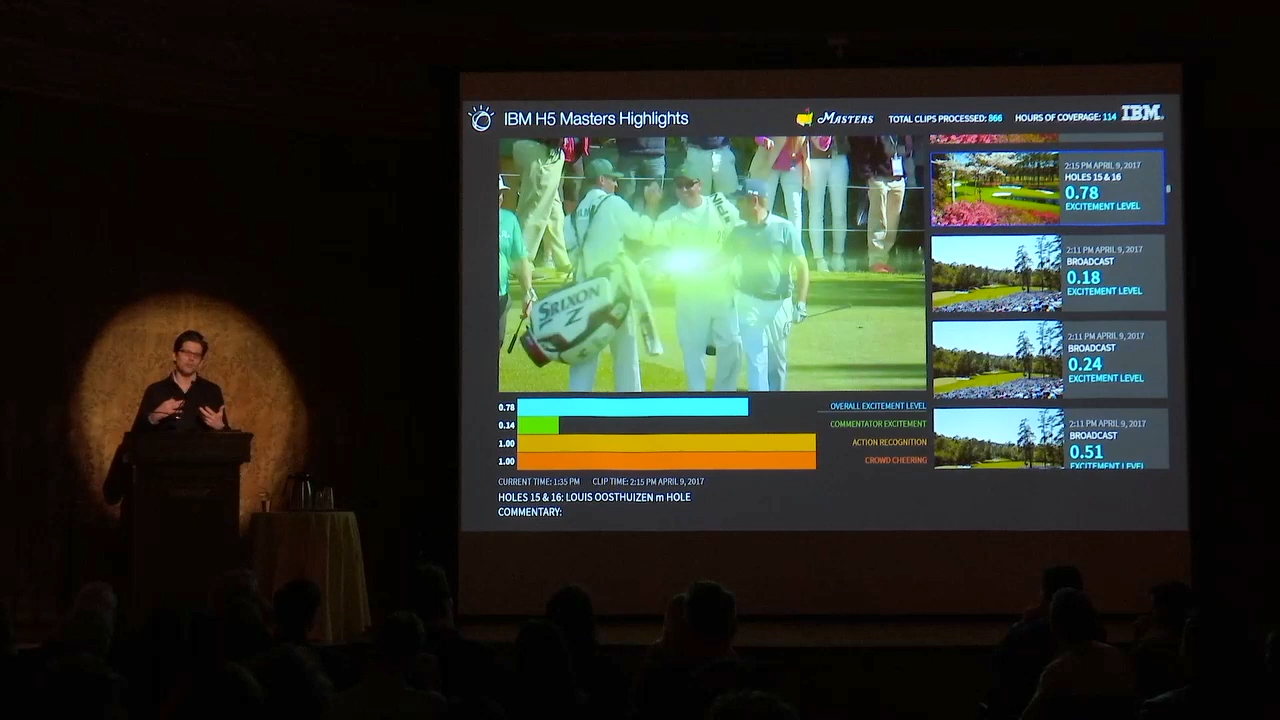 IBM H5 Masters Highlights
MASTERS
TOTAL CLIPS PROCESSED: 866
HOURS OF COVERAGE: 114
IBM
SRIXON
Z
PIN
2:15 PM APRIL 9, 2017
HOLES 15 & 16
0.78
EXCITEMENT LEVEL
2:11 PM APRIL 9, 2017
BROADCAST
0.18
EXCITEMENT LEVEL
2:11 PM APRIL 9, 2017
BROADCAST
0.24
EXCITEMENT LEVEL
2:11 PM APRIL 9, 2017
BROADCAST
0.51
EXCITEMENT LEVEL
0.78 OVERALL EXCITEMENT LEVEL
0.14 COMMENTATOR EXCITEMENT
1.00 ACTION RECOGNITION
1.00 CROWD CHEERING
CURRENT TIME: 1:35 PM CLIP TIME: 2:15 PM APRIL 9, 2017
HOLES 15 & 16: LOUIS OOSTHUIZEN m HOLE
COMMENTARY: